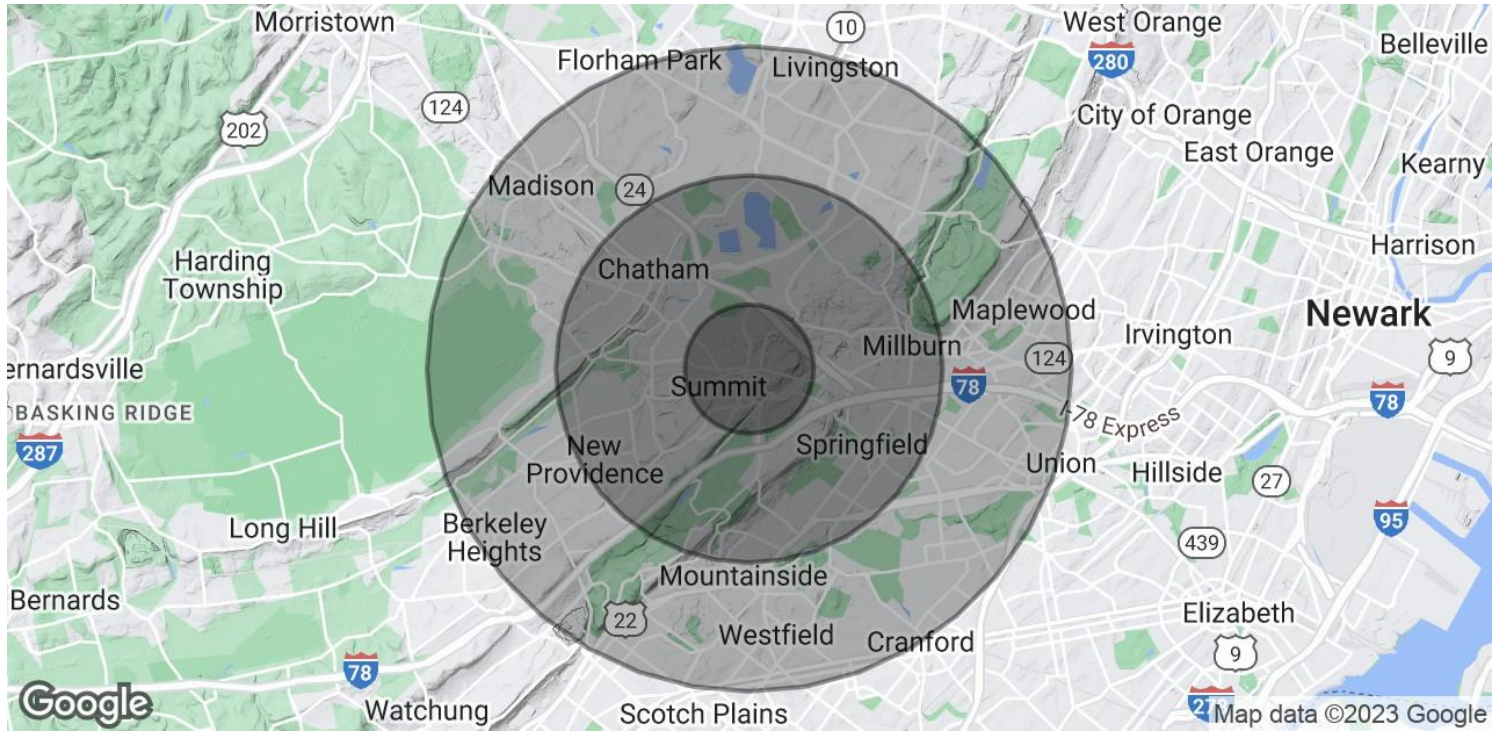 Morristown
10
West Orange
Belleville
Florham Park
Livingston
280
124
202
City of Orange
East Orange
Kearny
Madison
24
Harding
Township
Chatham
Harrison
Maplewood
Newark
Irvington
Millburn
124
9
ernardsville
Summit
78
78
BASKING RIDGE
I-78 Express
287
New
Providence
Springfield
Union
Hillside
27
95
Long Hill
Berkeley
Heights
439
Mountainside
Bernards
22
Westfield
Cranford
Elizabeth
9
78
Google
Watchung
Scotch Plains
Map data ©2023 Google